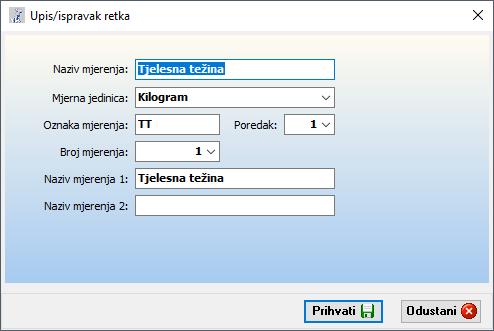 Upis/ispravak retka
Naziv mjerenja: Tjelesna težina
Mjerna jedinica: Kilogram
Oznaka mjerenja: TT Poredak: 1
Broj mjerenja: 1
Naziv mjerenja 1: Tjelesna težina
Naziv mjerenja 2:
Prihvati Odustani